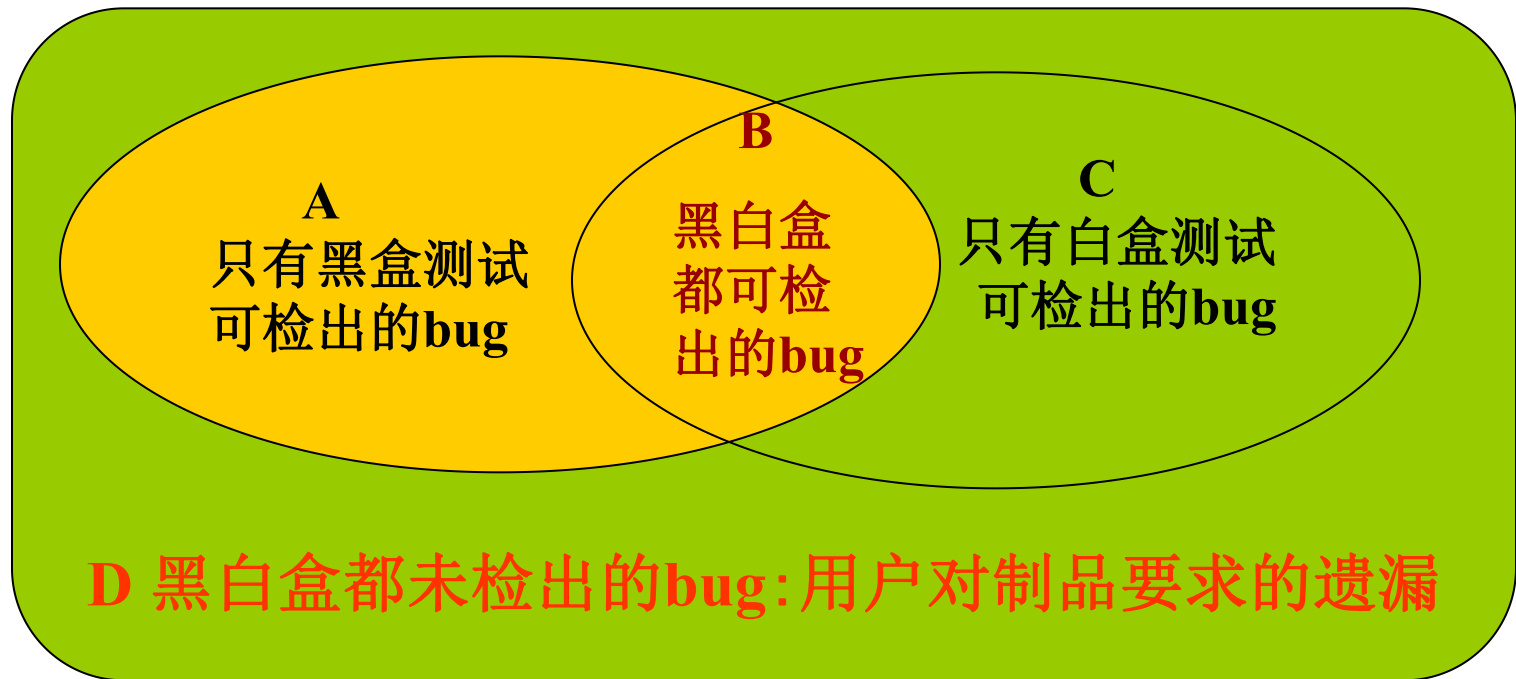 A
只有黑盒测试
可检出的bug
B
黑白盒
都可检
出的bug
C
只有白盒测试
可检出的bug
D 黑白盒都未检出的bug:用户对制品要求的遗漏